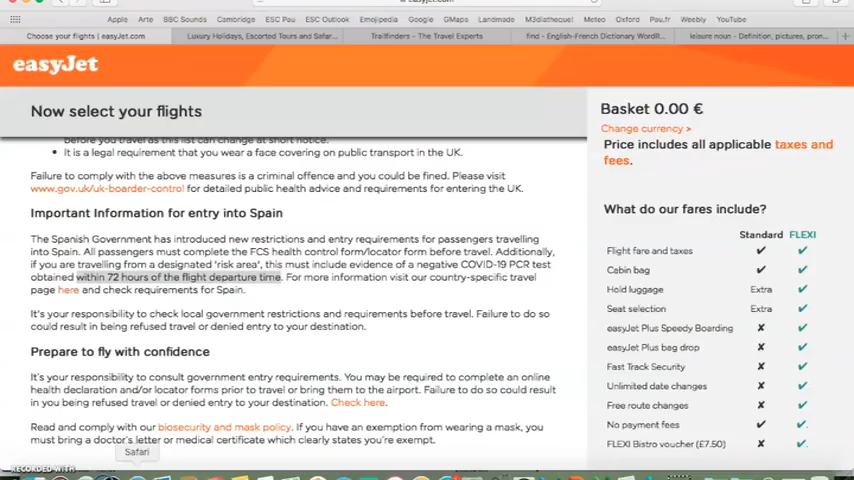 easyjet.com
Apple Arte BBC Sounds Cambridge ESC Pau ESC Outlook Emojipedia Google GMaps Landmade M3diatheque! Meteo Oxford Pau.fr Weebly YouTube
Choose your flights | easyJet.com Luxury Holidays, Escorted Tours and Safar... Trailfinders – The Travel Experts find - English-French Dictionary WordR... leisure noun - Definition, pictures, pron...
easyJet
Now select your flights
Basket 0.00 €
Change currency >
Price includes all applicable taxes and
fees.
before you travel as this list can change at short notice.
• It is a legal requirement that you wear a face covering on public transport in the UK.
Failure to comply with the above measures is a criminal offence and you could be fined. Please visit
www.gov.uk/uk-boarder-control for detailed public health advice and requirements for entering the UK.
Important Information for entry into Spain
The Spanish Government has introduced new restrictions and entry requirements for passengers travelling
into Spain. All passengers must complete the FCS health control form/locator form before travel. Additionally,
if you are travelling from a designated 'risk area', this must include evidence of a negative COVID-19 PCR test
obtained within 72 hours of the flight departure time. For more information visit our country-specific travel
page here and check requirements for Spain.
It's your responsibility to check local government restrictions and requirements before travel. Failure to do so
could result in being refused travel or denied entry to your destination.
Prepare to fly with confidence
It's your responsibility to consult government entry requirements. You may be required to complete an online
health declaration and/or locator forms prior to travel or bring them to the airport. Failure to do so could result
in you being refused travel or denied entry to your destination. Check here.
Read and comply with our biosecurity and mask policy. If you have an exemption from wearing a mask, you
must bring a doctor's letter or medical certificate which clearly states you're exempt.
What do our fares include?
Standard FLEXI
Flight fare and taxes ✔ ✔
Cabin bag ✔ ✔
Hold luggage Extra ✔
Seat selection Extra ✔
easyJet Plus Speedy Boarding ✘ ✔
easyJet Plus bag drop ✘ ✔
Fast Track Security ✘ ✔
Unlimited date changes ✘ ✔
Free route changes ✘ ✔
No payment fees ✔ ✔
FLEXI Bistro voucher (£7.50) ✘ ✔
Safari
RECORDED WITH